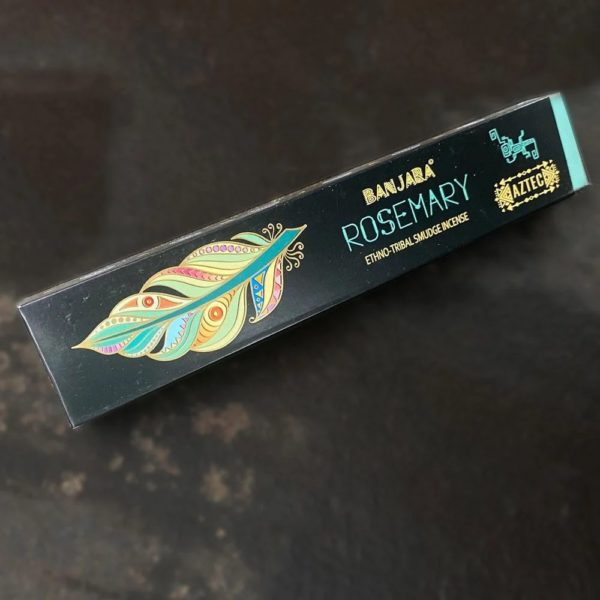 BANJARA®
ROSEMARY
ETHNO-TRIBAL SMUDGE INCENSE
AZTEC